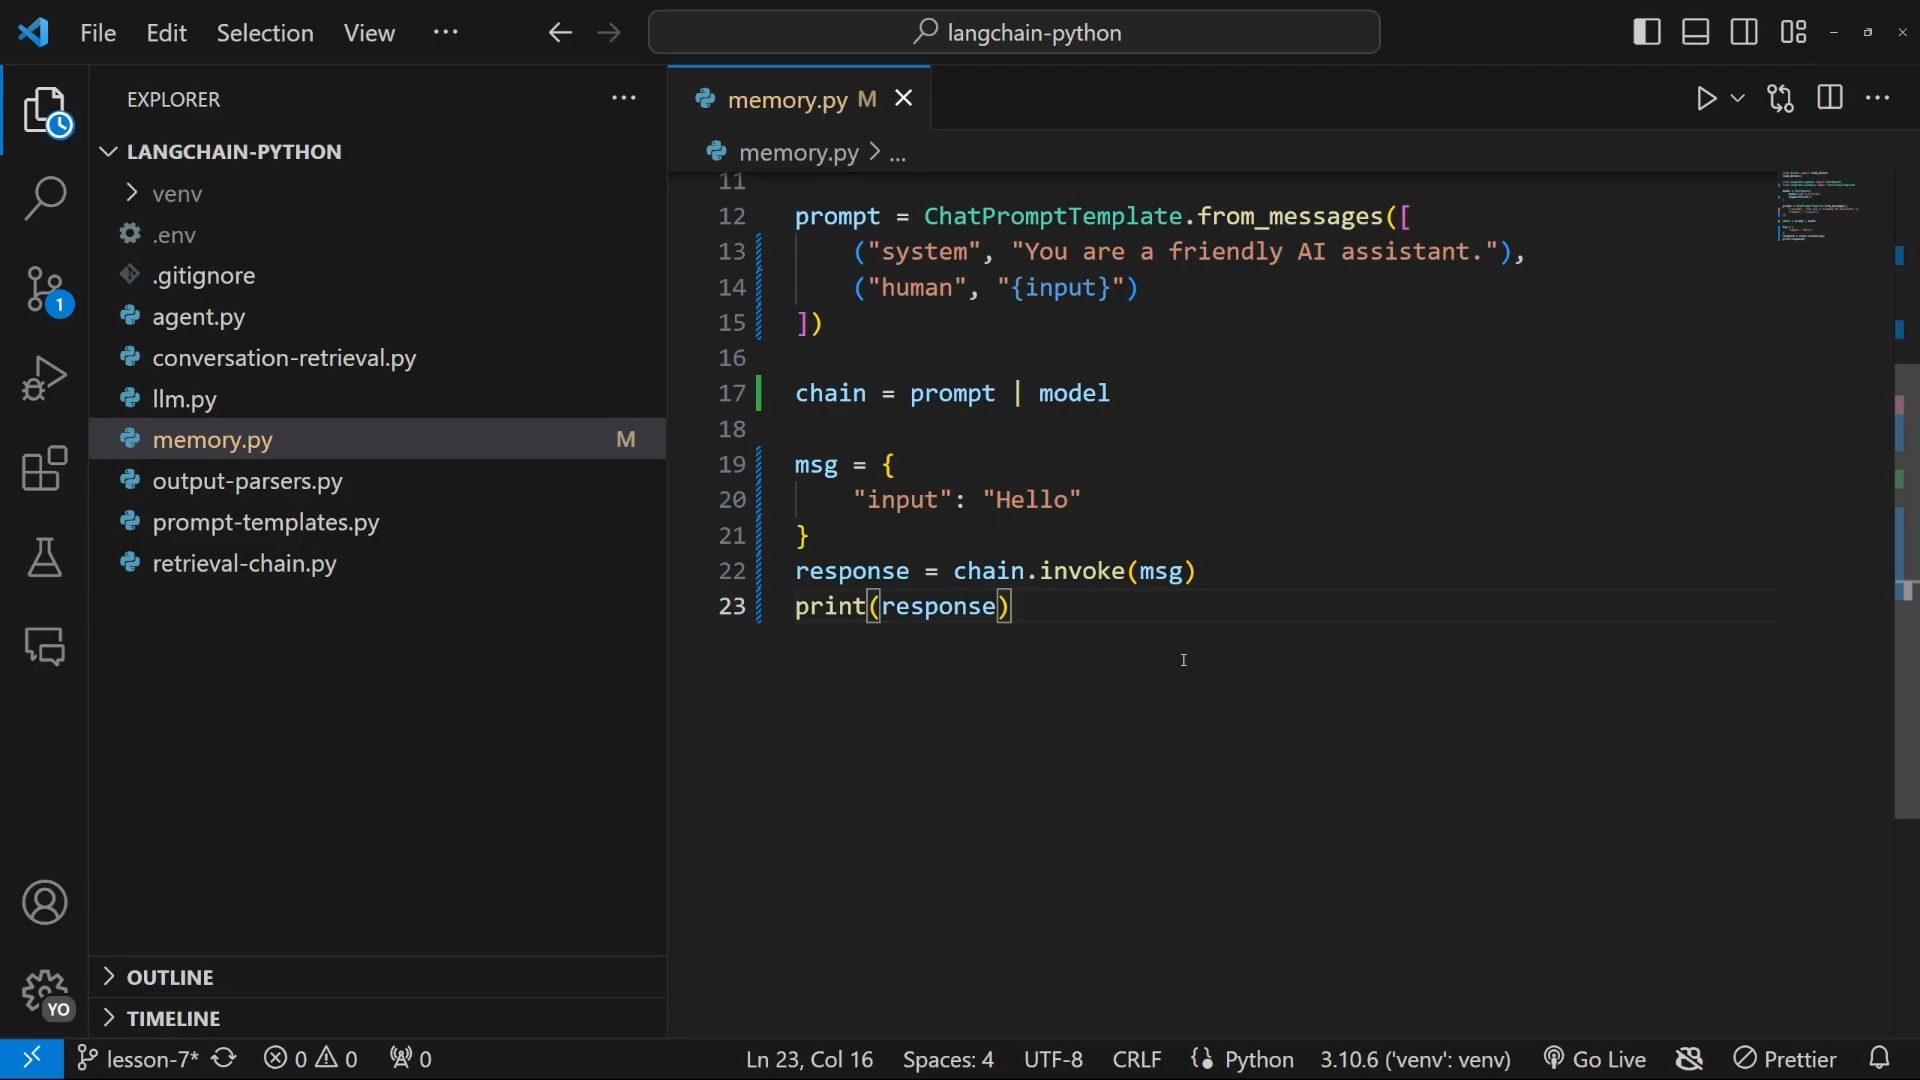 File Edit Selection View ···
langchain-python
EXPLORER ···
LANGCHAIN-PYTHON
venv
.env
.gitignore
agent.py
conversation-retrieval.py
llm.py
memory.py M
output-parsers.py
prompt-templates.py
retrieval-chain.py
OUTLINE
TIMELINE
1
YO
memory.py M
memory.py > ...
11
12 prompt = ChatPromptTemplate.from_messages([
13 ("system", "You are a friendly AI assistant."),
14 ("human", "{input}")
15 ])
16
17 chain = prompt | model
18
19 msg = {
20 "input": "Hello"
21 }
22 response = chain.invoke(msg)
23 print(response)
lesson-7* 0 0 0 Ln 23, Col 16 Spaces: 4 UTF-8 CRLF Python 3.10.6 ('venv': venv) Go Live Prettier